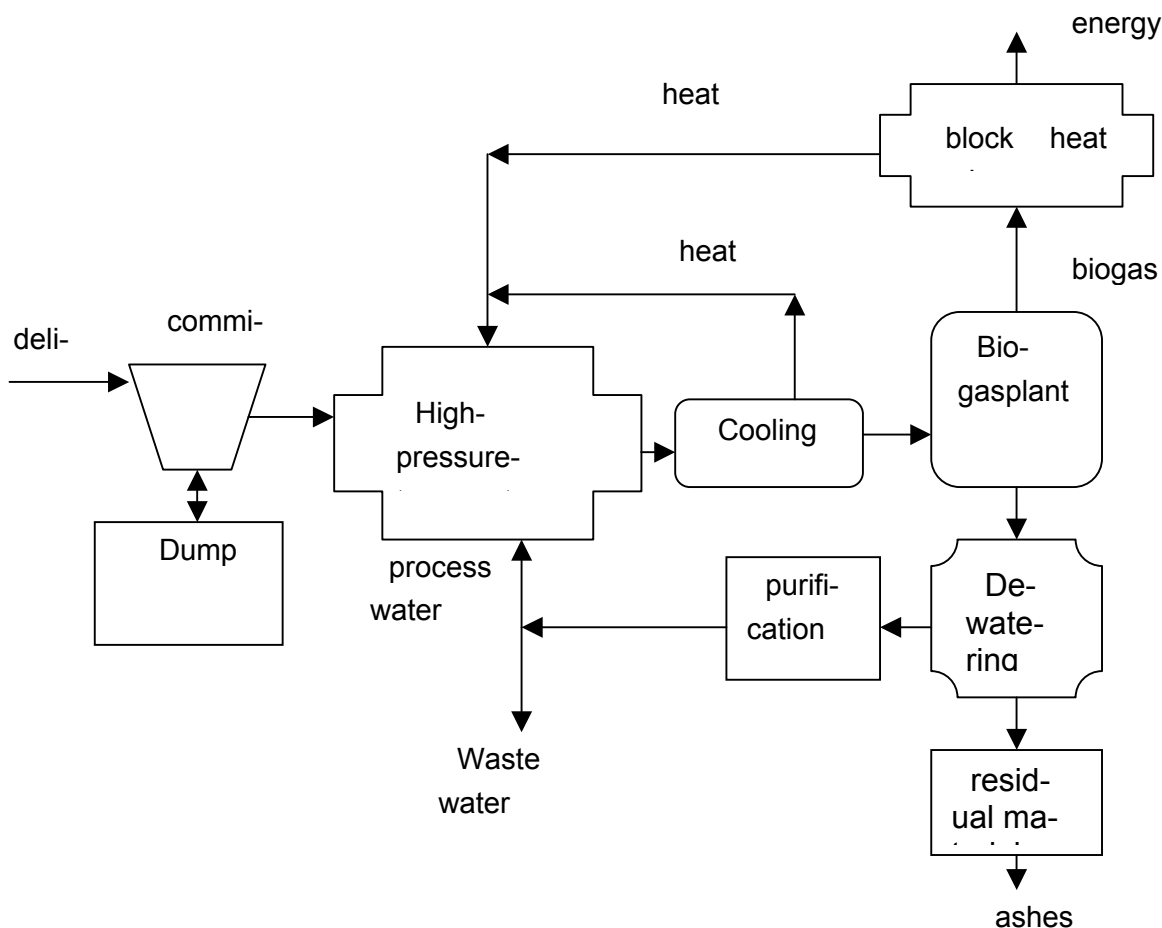 energy
heat
block heat
heat
biogas
commi-
deli-
Bio-
gasplant
High-
pressure-
Cooling
Dump
process
water
purifi-
cation
De-
wate-
ring
Waste
water
resid-
ual ma-
ashes